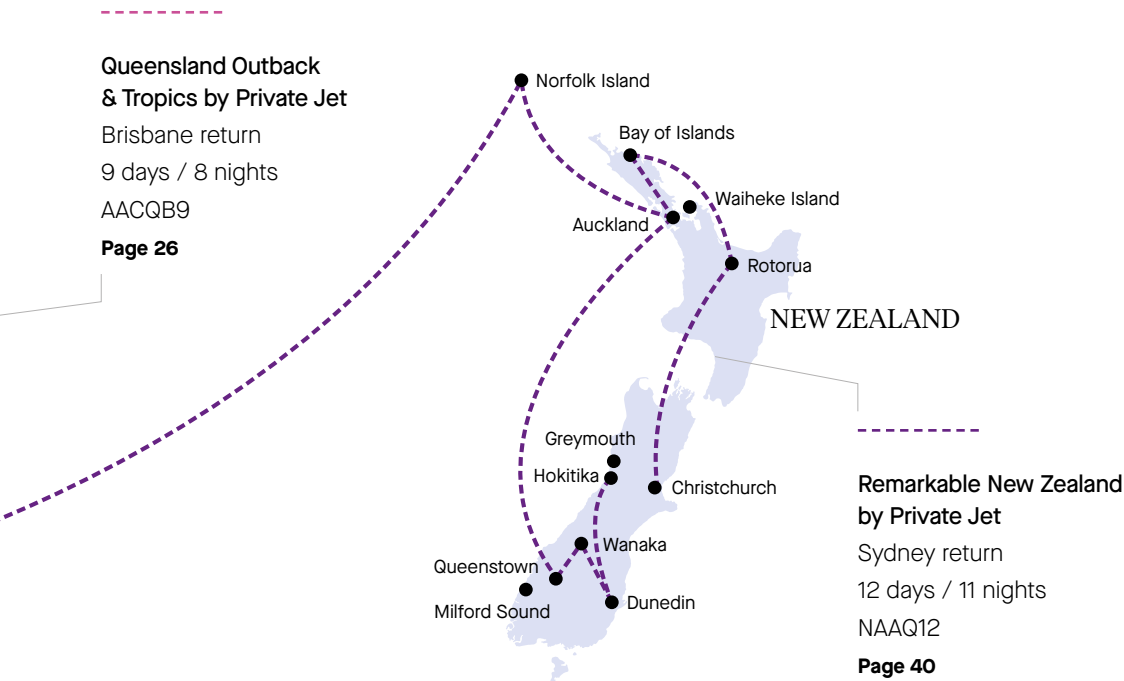 Queensland Outback
& Tropics by Private Jet
Brisbane return
9 days / 8 nights
AACQB9
Page 26
Norfolk Island
Bay of Islands
Waiheke Island
Auckland
Rotorua
NEW ZEALAND
Greymouth
Hokitika
Christchurch
Wanaka
Queenstown
Milford Sound
Dunedin
Remarkable New Zealand
by Private Jet
Sydney return
12 days / 11 nights
NAAQ12
Page 40